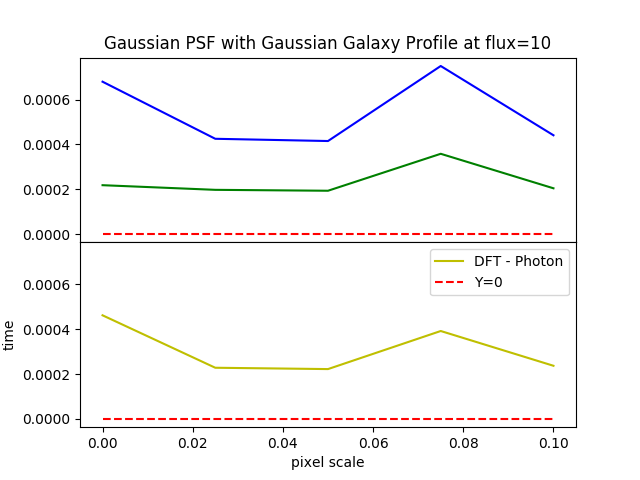 Gaussian PSF with Gaussian Galaxy Profile at flux=10
0.0006
0.0004
0.0002
0.0000
DFT - Photon
Y=0
0.0006
0.0004
0.0002
0.0000
time
0.00 0.02 0.04 0.06 0.08 0.10
pixel scale